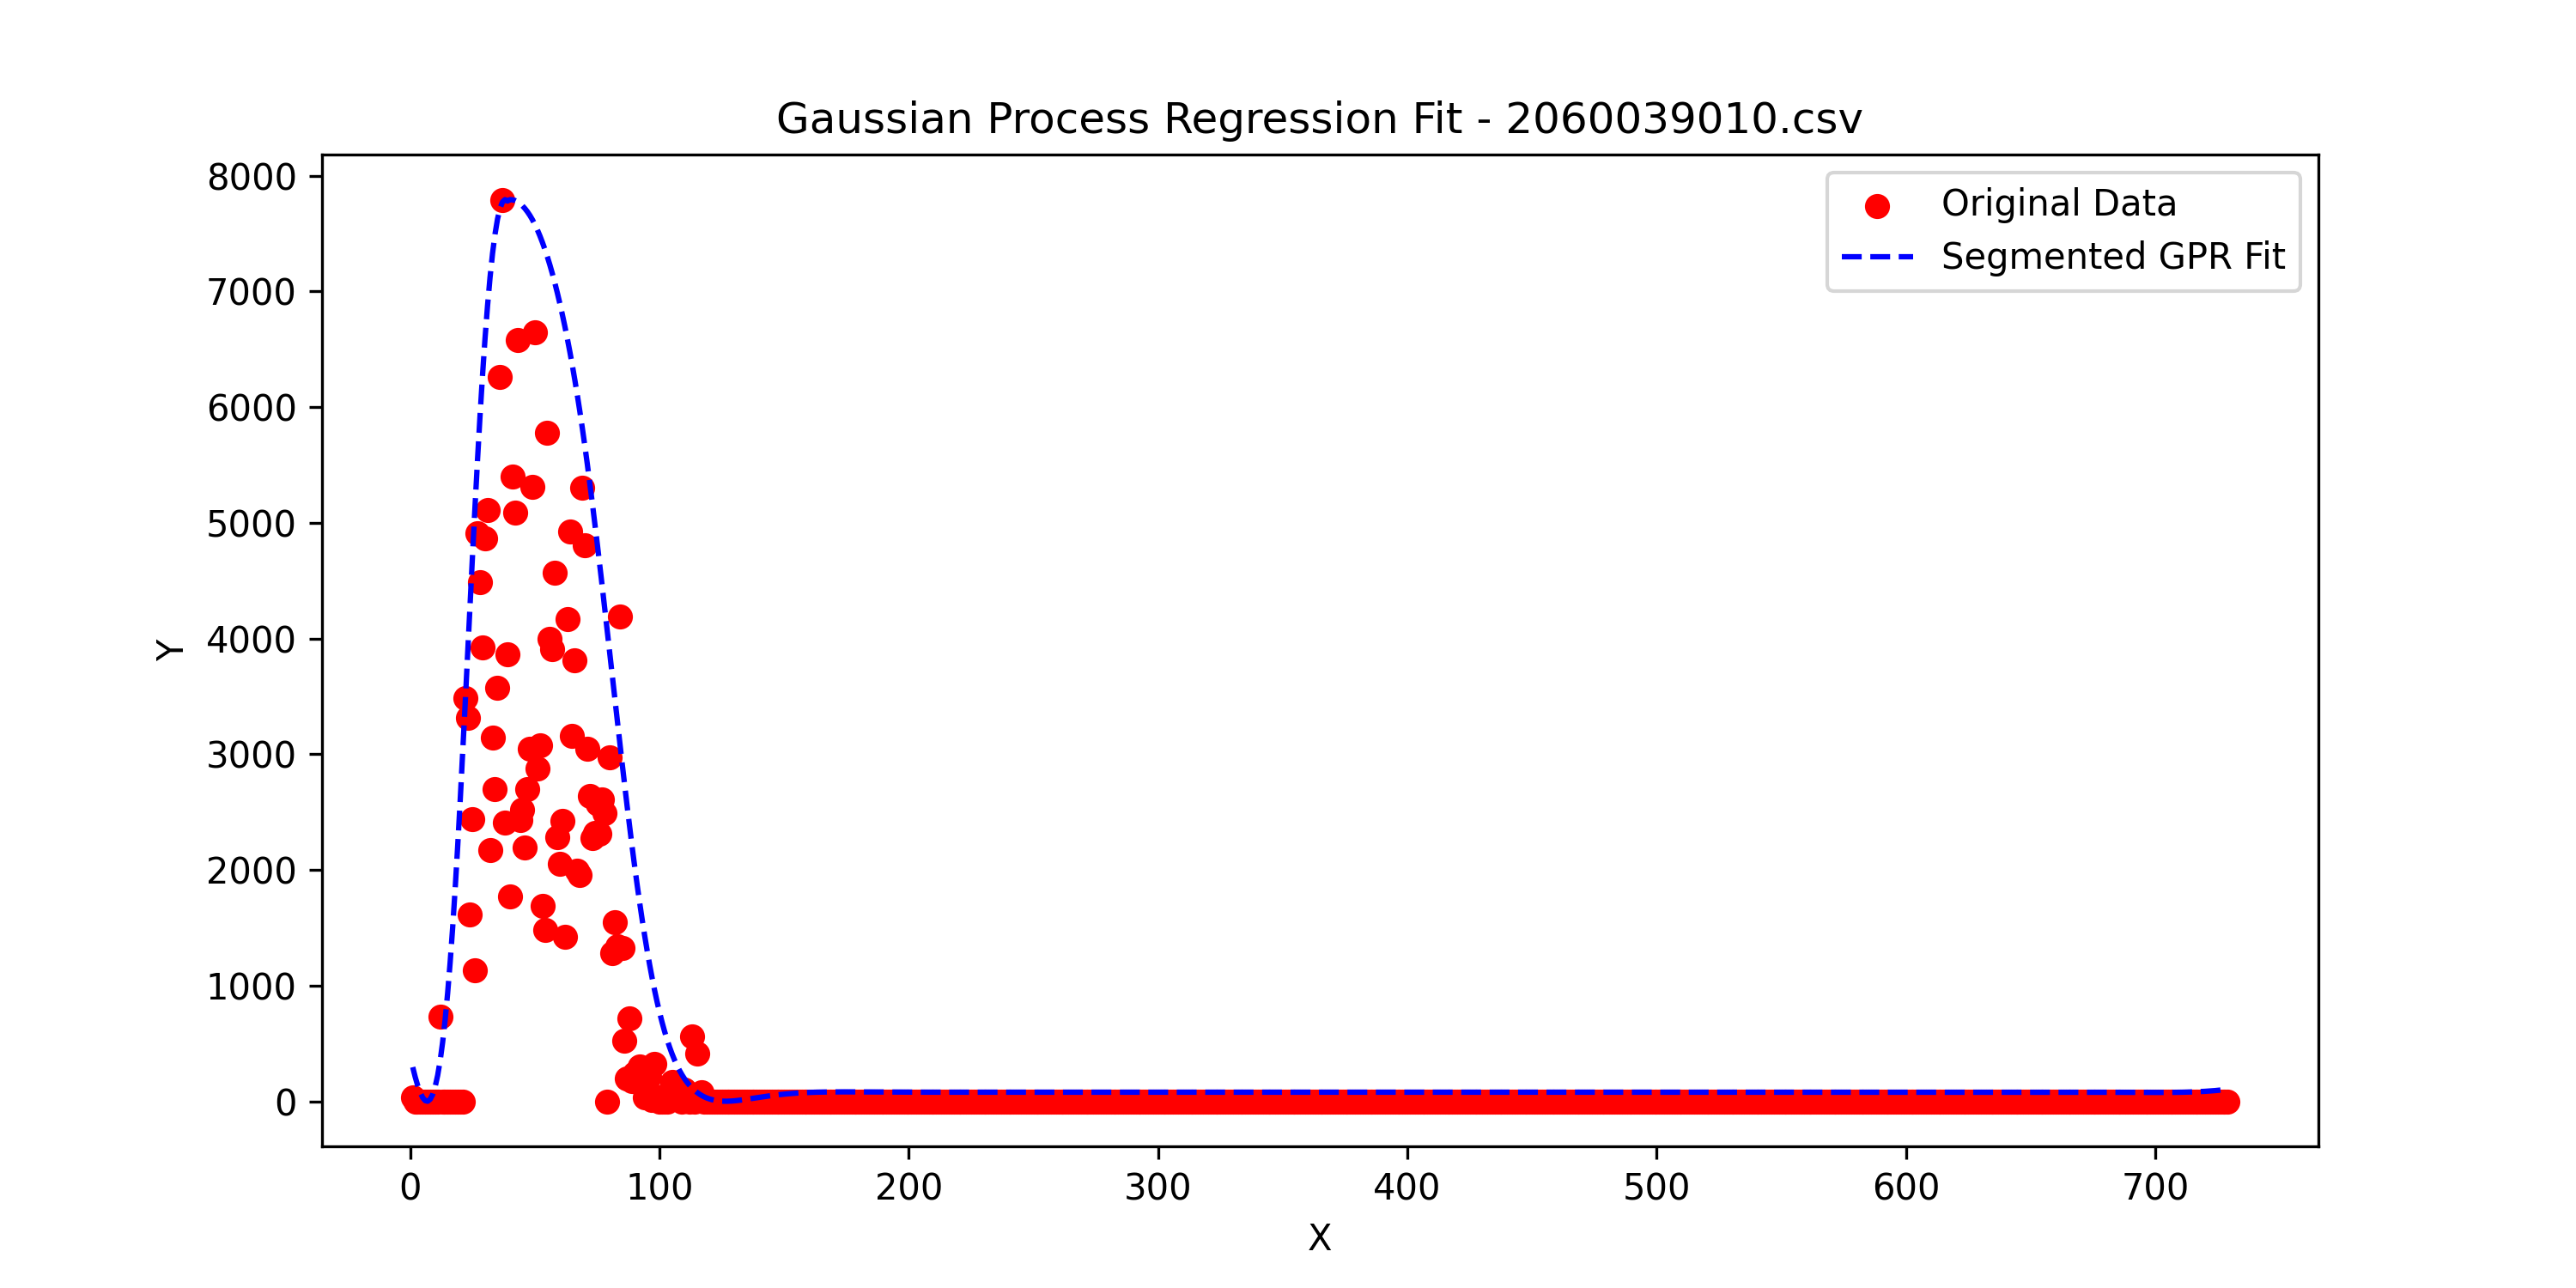 Gaussian Process Regression Fit - 2060039010.csv
Original Data
Segmented GPR Fit
8000
7000
6000
5000
4000
3000
2000
1000
0
Y
0 100 200 300 400 500 600 700
X